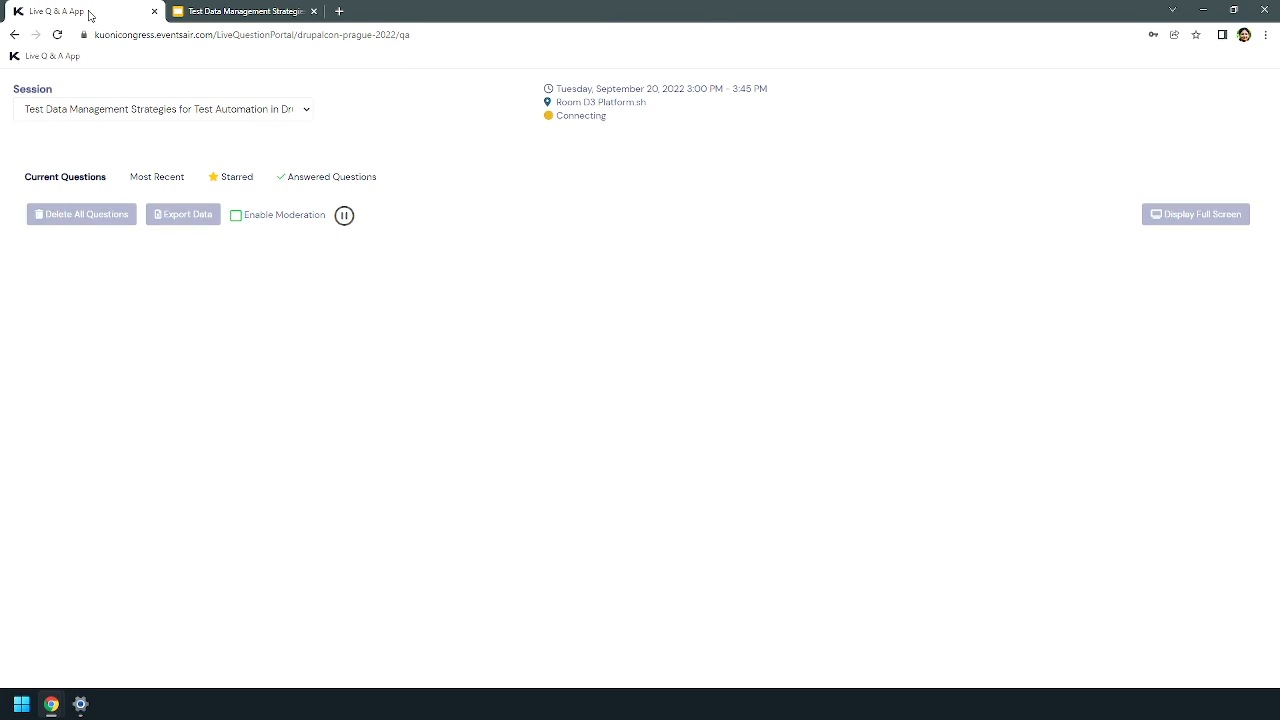 Live Q & A App
Test Data Management Strategies
kuonicongress.eventsair.com/LiveQuestionPortal/drupalcon-prague-2022/qa
Live Q & A App
Session
Test Data Management Strategies for Test Automation in Dr
Tuesday, September 20, 2022 3:00 PM - 3:45 PM
Room D3 Platform.sh
Connecting
Current Questions
Most Recent
Starred
Answered Questions
Delete All Questions
Export Data
Enable Moderation
Display Full Screen